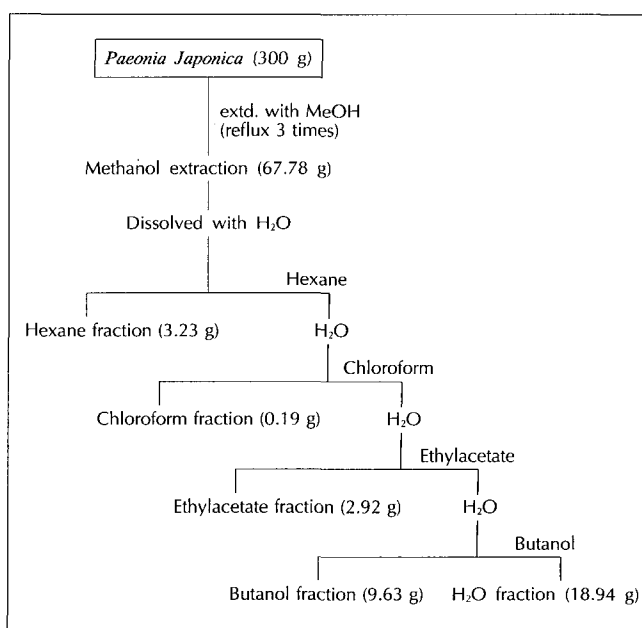 Paeonia Japonica (300 g)
extd. with MeOH
(reflux 3 times)
Methanol extraction (67.78 g)
Dissolved with H₂O
Hexane
Hexane fraction (3.23 g) H₂O
Chloroform
Chloroform fraction (0.19 g) H₂O
Ethylacetate
Ethylacetate fraction (2.92 g) H₂O
Butanol
Butanol fraction (9.63 g) H₂O fraction (18.94 g)